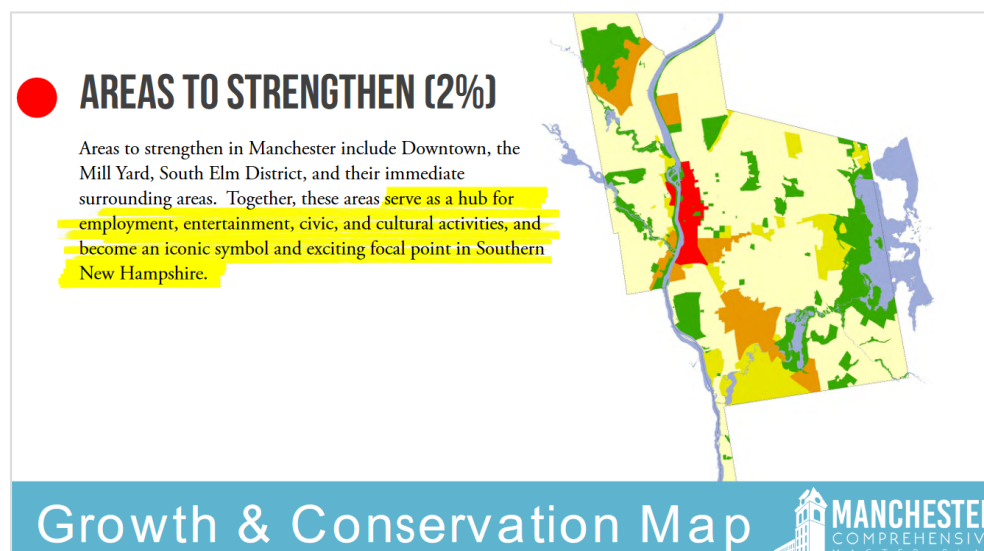 AREAS TO STRENGTHEN (2%)
Areas to strengthen in Manchester include Downtown, the
Mill Yard, South Elm District, and their immediate
surrounding areas.  Together, these areas serve as a hub for
employment, entertainment, civic, and cultural activities, and
become an iconic symbol and exciting focal point in Southern
New Hampshire.
Growth & Conservation Map
MANCHESTER
COMPREHENSIVE